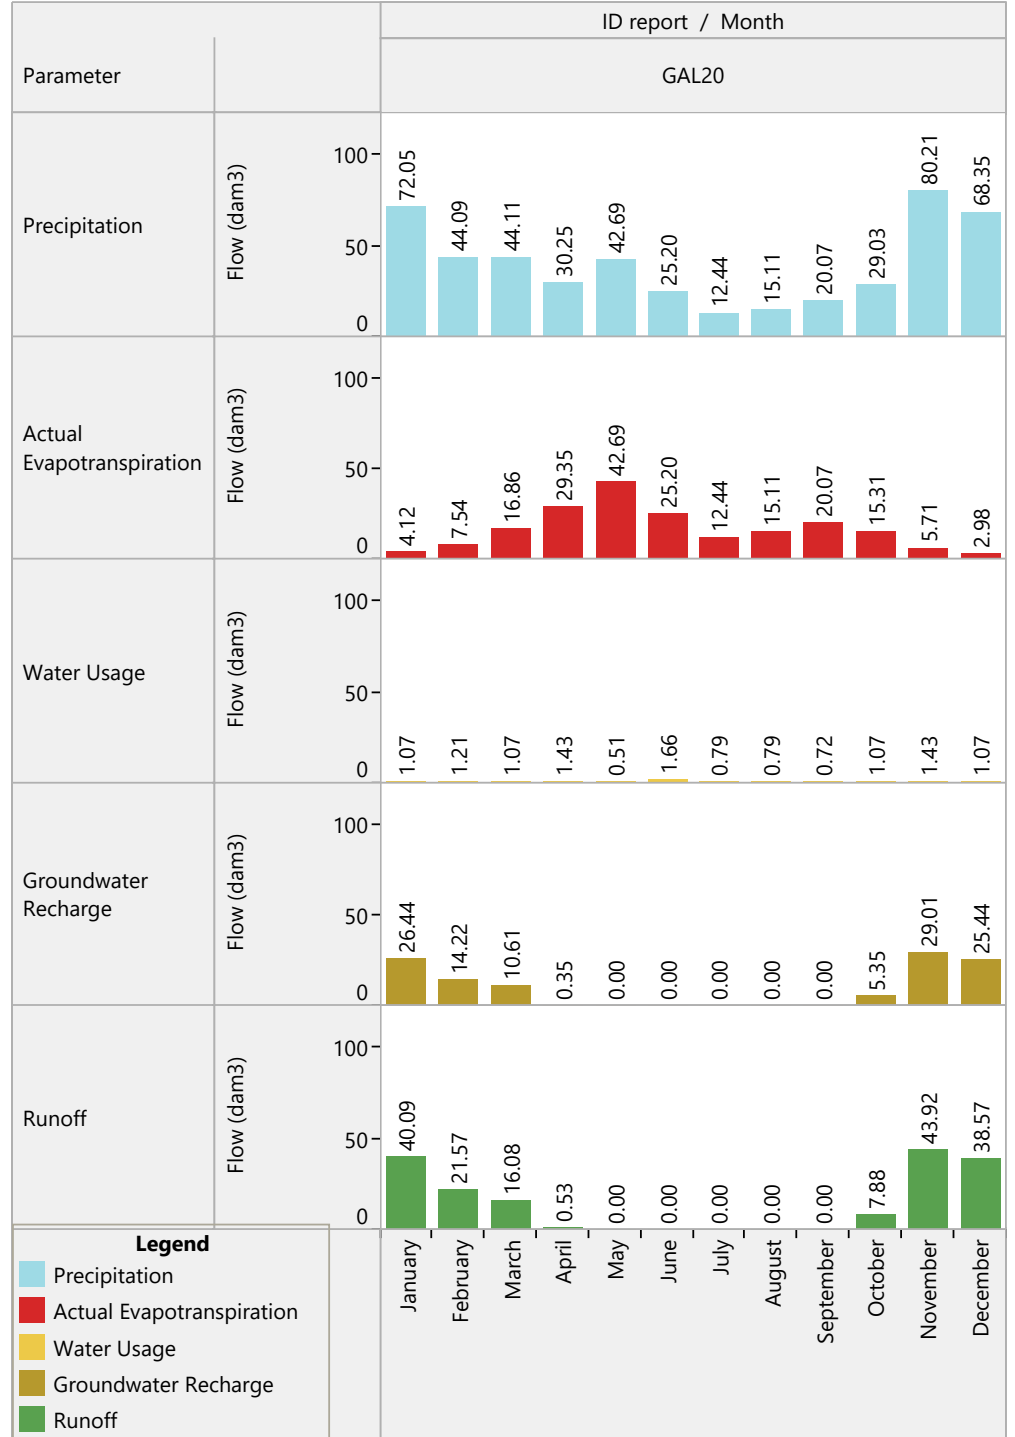 ID report / Month
Parameter
GAL20
Precipitation
Flow (dam3)
100
50
0
72.05
44.09
44.11
30.25
42.69
25.20
12.44
15.11
20.07
29.03
80.21
68.35
Actual
Evapotranspiration
Flow (dam3)
100
50
0
4.12
7.54
16.86
29.35
42.69
25.20
12.44
15.11
20.07
15.31
5.71
2.98
Water Usage
Flow (dam3)
100
50
0
1.07
1.21
1.07
1.43
0.51
1.66
0.79
0.79
0.72
1.07
1.43
1.07
Groundwater
Recharge
Flow (dam3)
100
50
0
26.44
14.22
10.61
0.35
0.00
0.00
0.00
0.00
0.00
5.35
29.01
25.44
Runoff
Flow (dam3)
100
50
0
40.09
21.57
16.08
0.53
0.00
0.00
0.00
0.00
0.00
7.88
43.92
38.57
January
February
March
April
May
June
July
August
September
October
November
December
Legend
Precipitation
Actual Evapotranspiration
Water Usage
Groundwater Recharge
Runoff